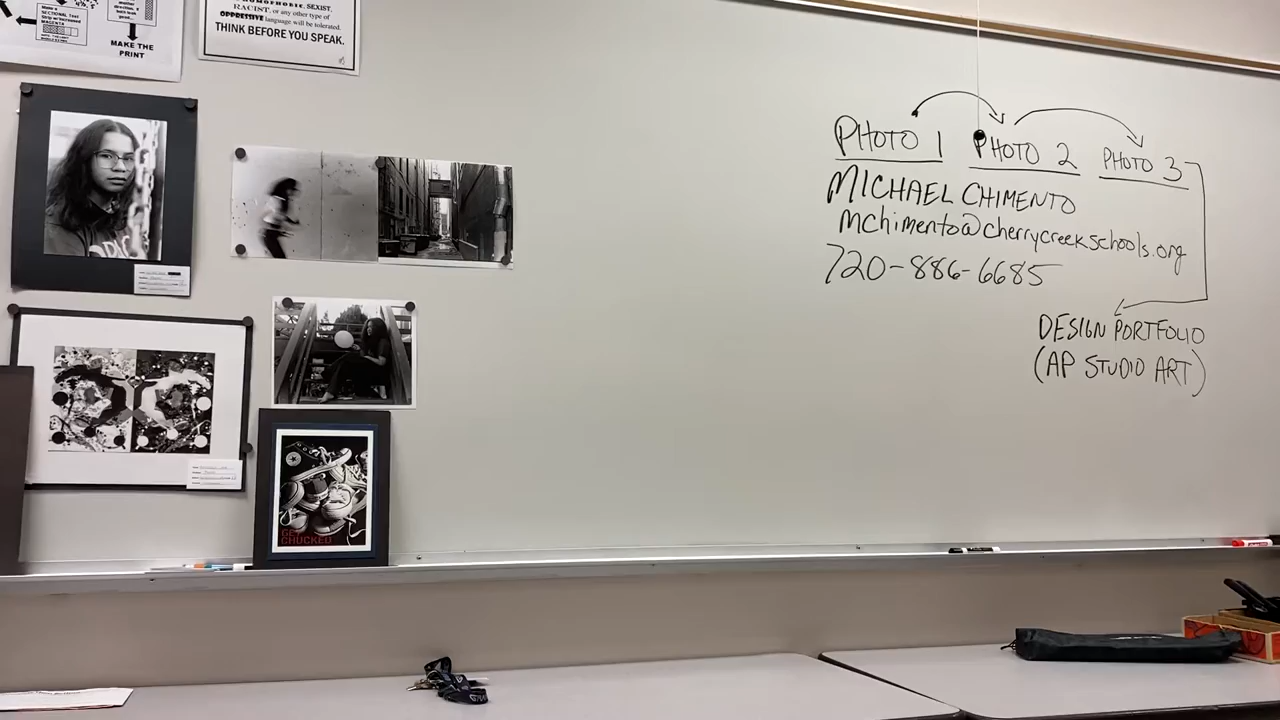 MAKE THE
PRINT
HOMOPHOBIC, SEXIST,
RACIST, or any other type of
OPPRESSIVE language will be tolerated.
THINK BEFORE YOU SPEAK.
PHOTO 1 PHOTO 2 PHOTO 3
MICHAEL CHIMENTO
mchimento@cherrycreekschools.org
720-886-6685
DESIGN PORTFOLIO
(AP STUDIO ART)
GET
CHUCKED